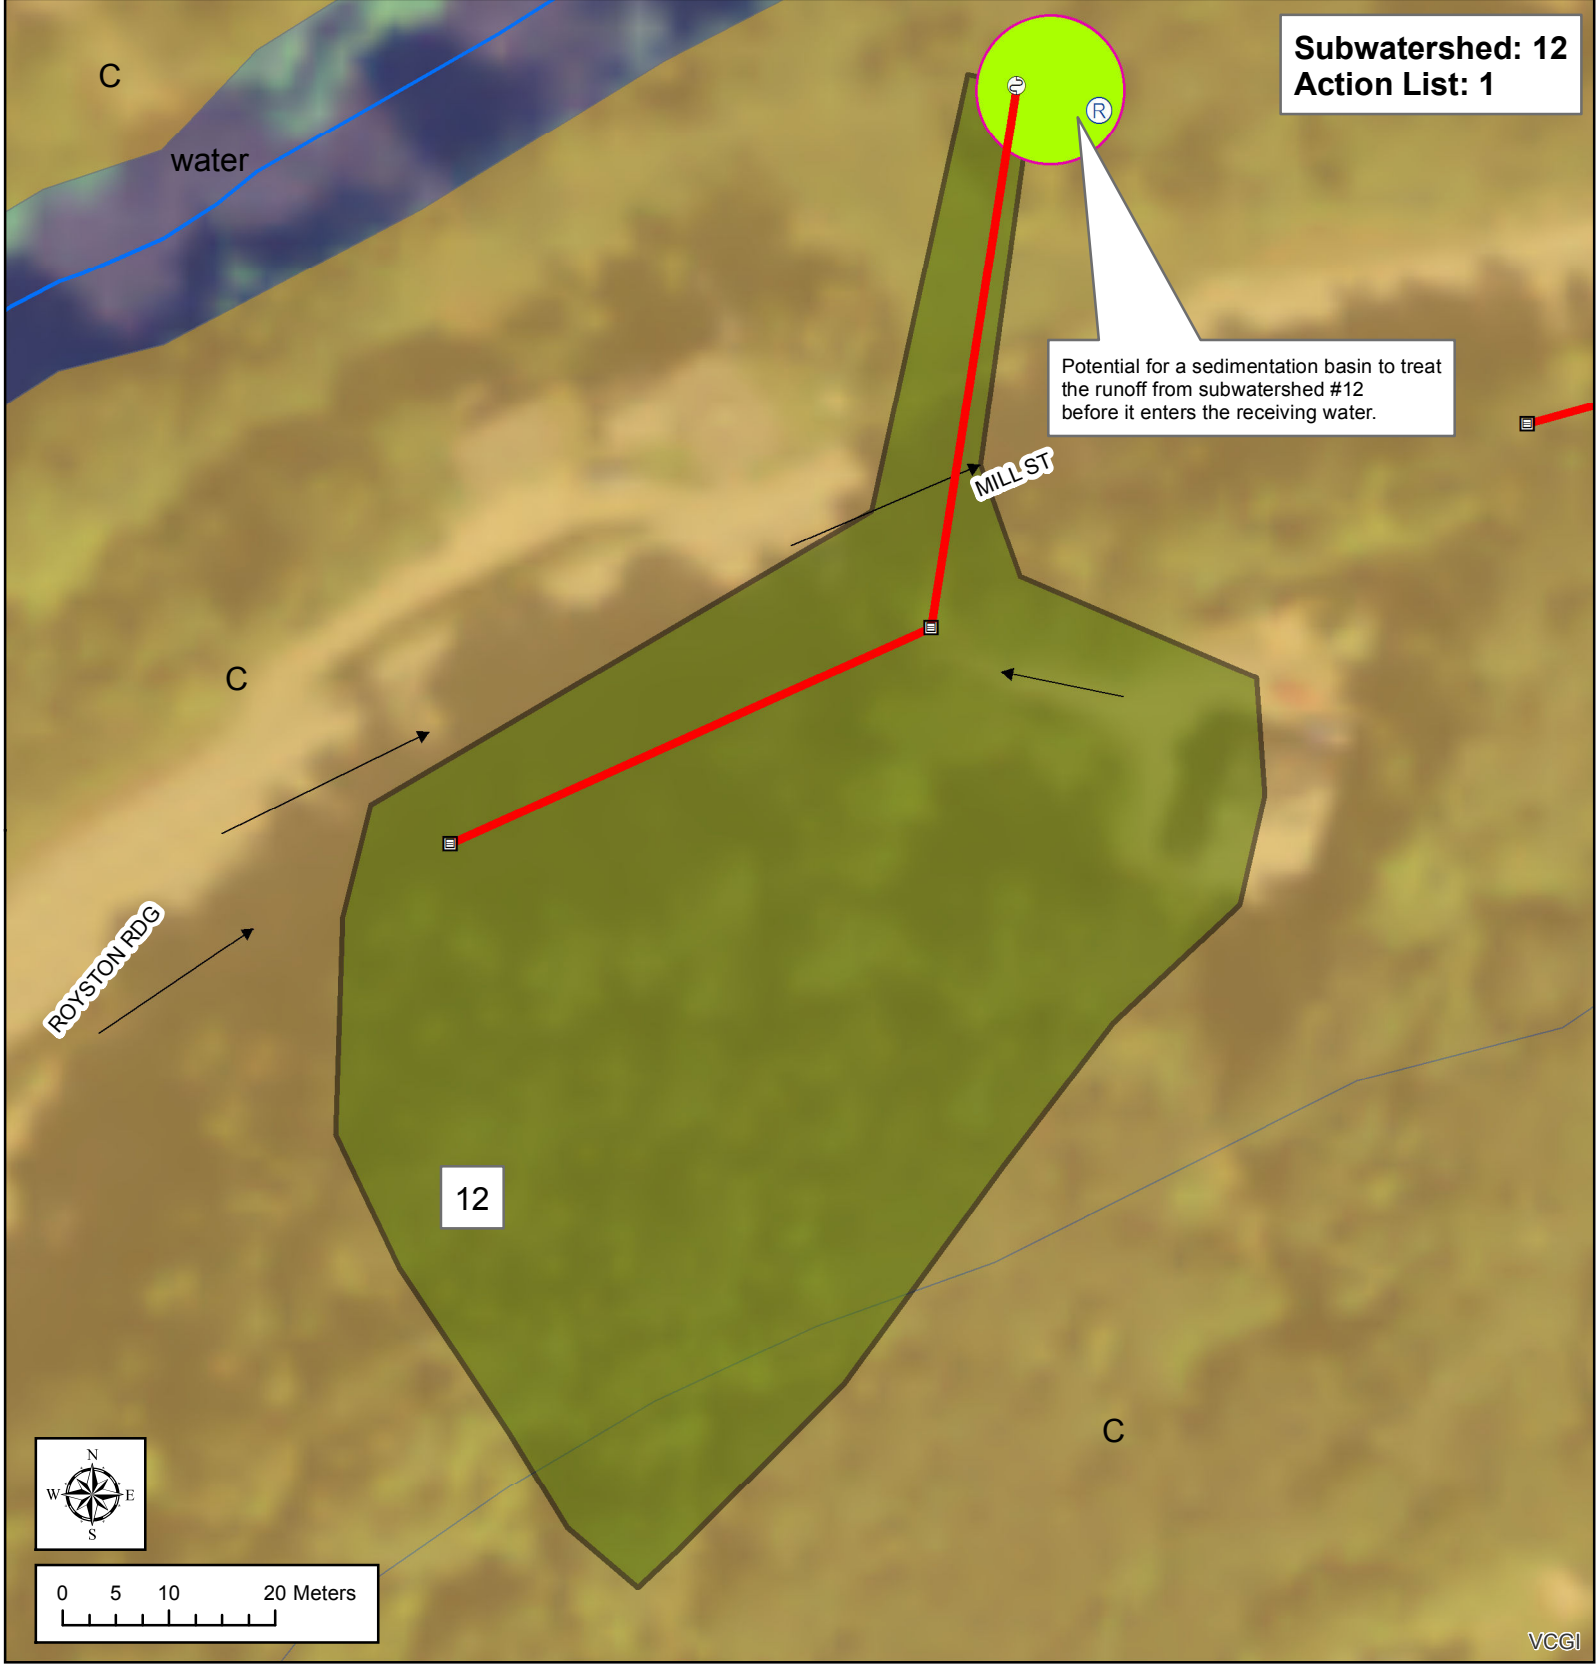 Subwatershed: 12
Action List: 1
C
water
R
Potential for a sedimentation basin to treat
the runoff from subwatershed #12
before it enters the receiving water.
MILL ST
C
ROYSTON RDG
12
C
N
W E
S
0 5 10 20 Meters
VCGI